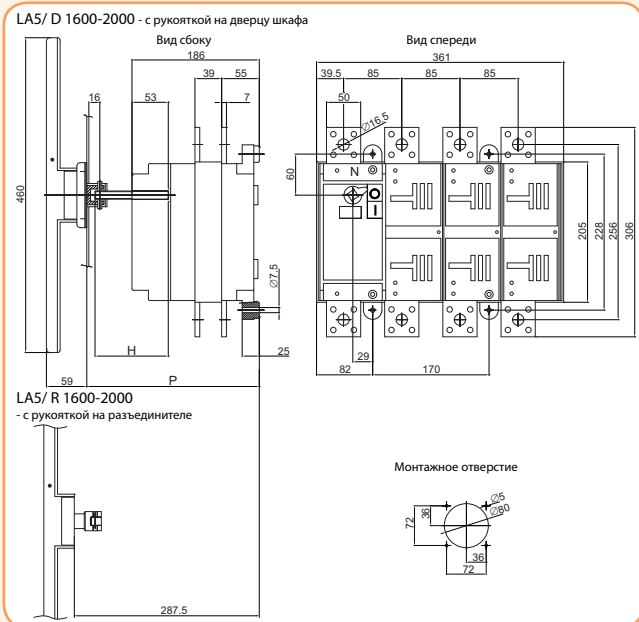 LA5/ D 1600-2000 - с рукояткой на дверцу шкафа
Вид сбоку
Вид спереди
186
361
39
55
39.5
85
85
85
16
53
7
50
Ø16.5
N
60
O
I
460
205
228
256
306
Ø7.5
H
25
29
59
P
82
170
LA5/ R 1600-2000
- с рукояткой на разъединителе
Монтажное отверстие
Ø5
Ø80
36
72
36
72
287.5